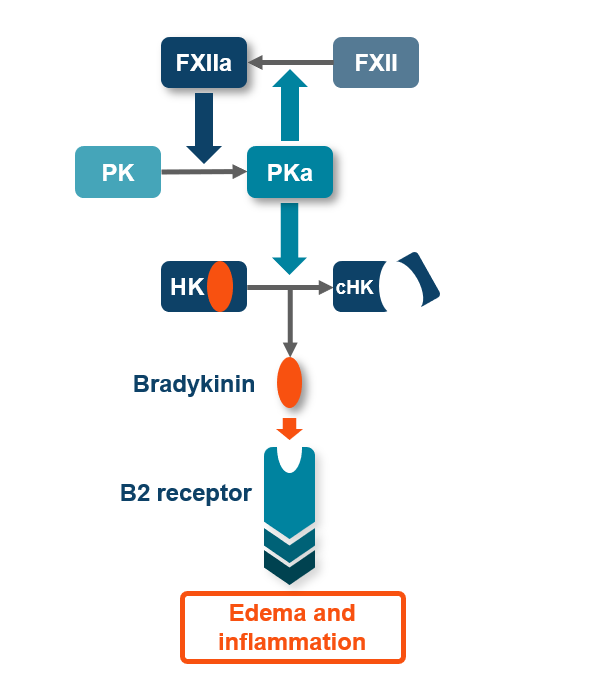 FXIIa
FXII
PK
PKa
HK
cHK
Bradykinin
B2 receptor
Edema and
inflammation